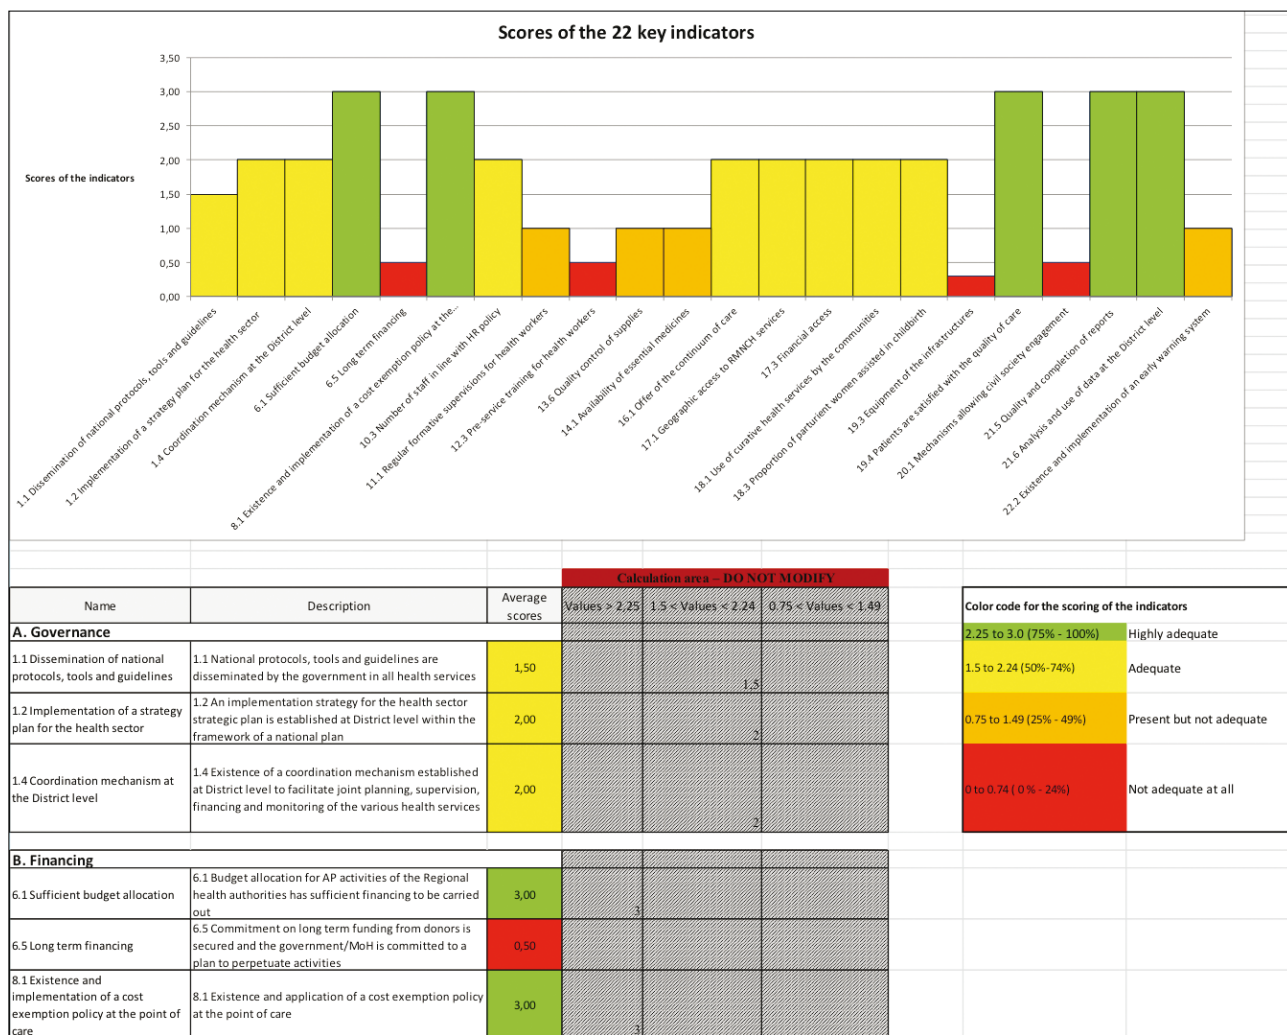 Scores of the 22 key indicators
3,50
3,00
2,50
2,00
1,50
1,00
0,50
0,00
Scores of the indicators
1.1 Dissemination of national protocols, tools and guidelines
1.2 Implementation of a strategy plan for the health sector
1.4 Coordination mechanism at the District level
6.1 Sufficient budget allocation
6.5 Long term financing
8.1 Existence and implementation of a cost exemption policy at the...
10.3 Number of staff in line with HR policy
11.1 Regular formative supervisions for health workers
12.3 Pre-service training for health workers
13.6 Quality control of supplies
14.1 Availability of essential medicines
16.1 Offer of the continuum of care
17.1 Geographic access to RMNCH services
17.3 Financial access
18.1 Use of curative health services by the communities
18.3 Proportion of parturient women assisted in childbirth
19.3 Equipment of the infrastructures
19.4 Patients are satisfied with the quality of care
20.1 Mechanisms allowing civil society engagement
21.5 Quality and completion of reports
21.6 Analysis and use of data at the District level
22.2 Existence and implementation of an early warning system
Calculation area – DO NOT MODIFY
Name
Description
Average
scores
Values > 2,25
1.5 < Values < 2.24
0.75 < Values < 1.49
A. Governance
1.1 Dissemination of national
protocols, tools and guidelines
1.1 National protocols, tools and guidelines are
disseminated by the government in all health services
1,50
1,5
1.2 Implementation of a strategy
plan for the health sector
1.2 An implementation strategy for the health sector
strategic plan is established at District level within the
framework of a national plan
2,00
2
1.4 Coordination mechanism at
the District level
1.4 Existence of a coordination mechanism established
at District level to facilitate joint planning, supervision,
financing and monitoring of the various health services
2,00
2
B. Financing
6.1 Sufficient budget allocation
6.1 Budget allocation for AP activities of the Regional
health authorities has sufficient financing to be carried
out
3,00
3
6.5 Long term financing
6.5 Commitment on long term funding from donors is
secured and the government/MoH is committed to a
plan to perpetuate activities
0,50
8.1 Existence and
implementation of a cost
exemption policy at the point of
care
8.1 Existence and application of a cost exemption policy
at the point of care
3,00
3
Color code for the scoring of the indicators
2.25 to 3.0 (75% - 100%)
Highly adequate
1.5 to 2.24 (50%-74%)
Adequate
0.75 to 1.49 (25% - 49%)
Present but not adequate
0 to 0.74 ( 0 % - 24%)
Not adequate at all